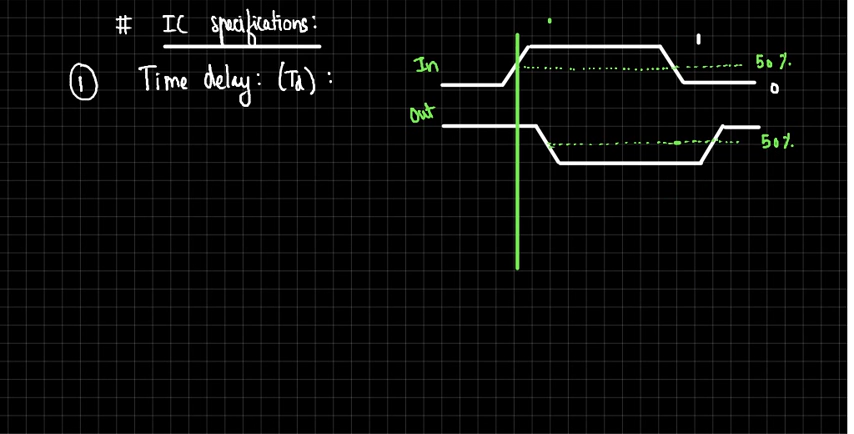 # IC specifications:
① Time delay: (Td) :
In
1
50%
0
Out
50%